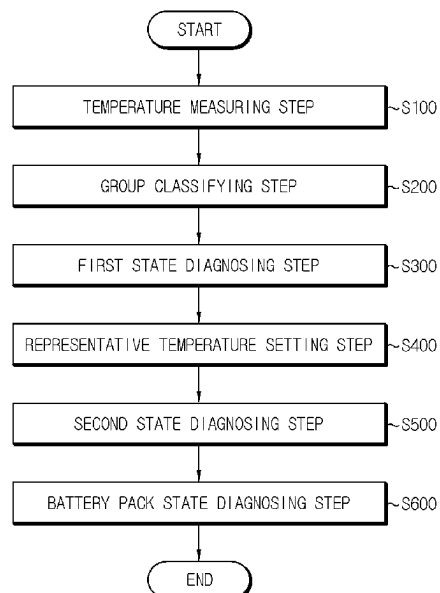 START
TEMPERATURE MEASURING STEP ~S100
GROUP CLASSIFYING STEP ~S200
FIRST STATE DIAGNOSING STEP ~S300
REPRESENTATIVE TEMPERATURE SETTING STEP ~S400
SECOND STATE DIAGNOSING STEP ~S500
BATTERY PACK STATE DIAGNOSING STEP ~S600
END